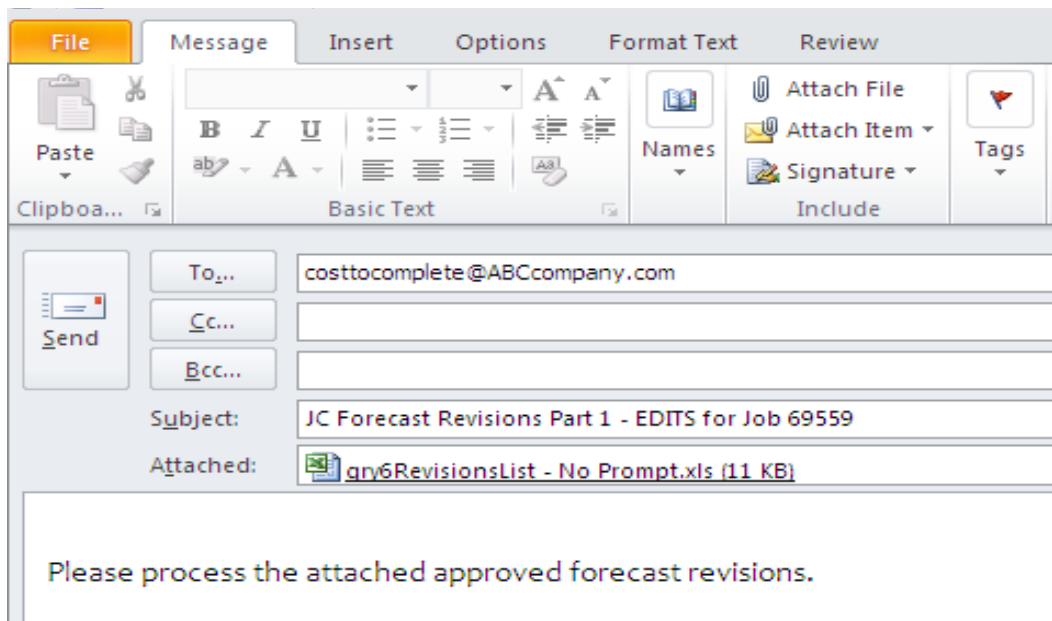 File Message Insert Options Format Text Review
Paste
B I U
A A
ab A
Aa
Names
Attach File
Attach Item
Signature
Tags
Clipboa... Basic Text Include
Send
To... costtocomplete@ABCcompany.com
Cc...
Bcc...
Subject: JC Forecast Revisions Part 1 - EDITS for Job 69559
Attached: qry6RevisionsList - No Prompt.xls (11 KB)
Please process the attached approved forecast revisions.